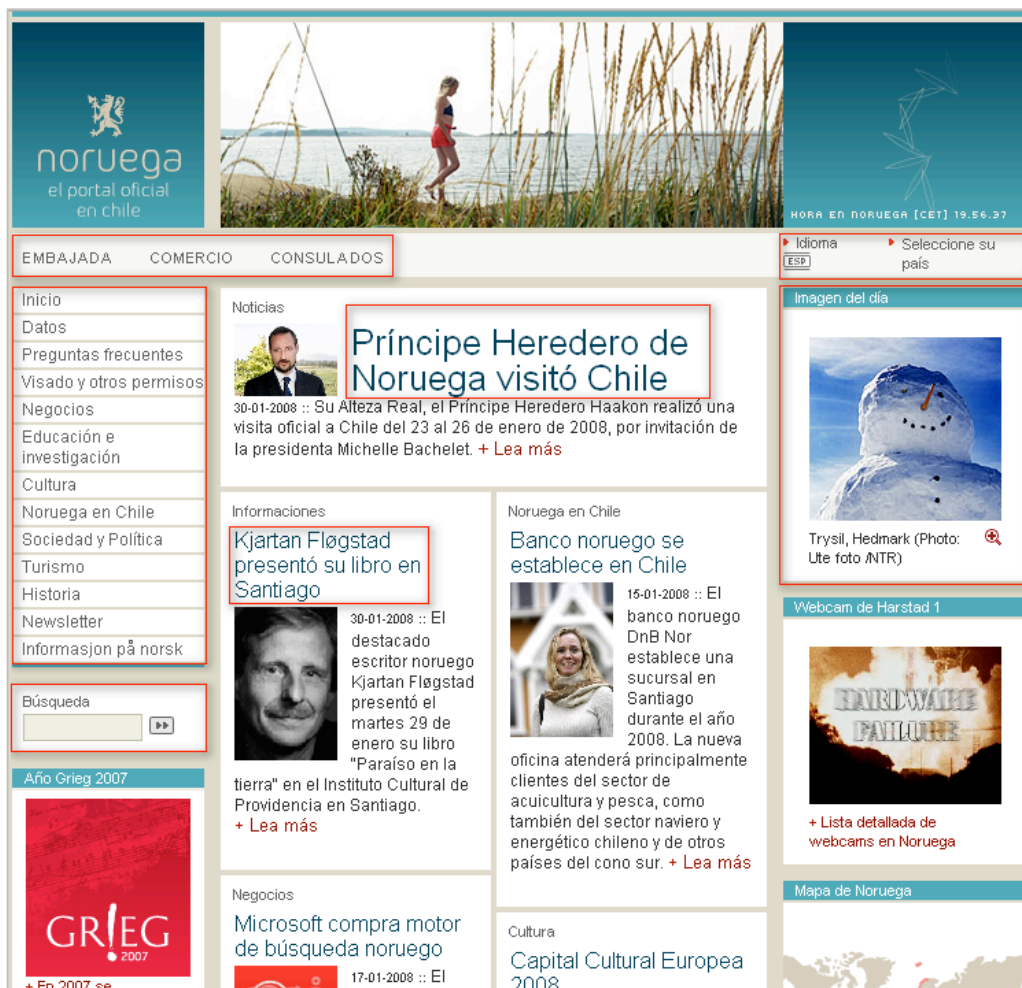 noruega
el portal oficial
en chile
HORA EN NORUEGA [CET] 19.56.37
EMBAJADA COMERCIO CONSULADOS
Idioma
ESP
Seleccione su
país
Inicio
Datos
Preguntas frecuentes
Visado y otros permisos
Negocios
Educación e
investigación
Cultura
Noruega en Chile
Sociedad y Política
Turismo
Historia
Newsletter
Informasjon på norsk
Búsqueda
Año Grieg 2007
GR!EG
2007
+ En 2007 se
Noticias
Príncipe Heredero de
Noruega visitó Chile
30-01-2008 :: Su Alteza Real, el Príncipe Heredero Haakon realizó una
visita oficial a Chile del 23 al 26 de enero de 2008, por invitación de
la presidenta Michelle Bachelet. + Lea más
Informaciones
Kjartan Fløgstad
presentó su libro en
Santiago
30-01-2008 :: El
destacado
escritor noruego
Kjartan Fløgstad
presentó el
martes 29 de
enero su libro
"Paraíso en la
tierra" en el Instituto Cultural de
Providencia en Santiago.
+ Lea más
Negocios
Microsoft compra motor
de búsqueda noruego
17-01-2008 :: El
Noruega en Chile
Banco noruego se
establece en Chile
15-01-2008 :: El
banco noruego
DnB Nor
establece una
sucursal en
Santiago
durante el año
2008. La nueva
oficina atenderá principalmente
clientes del sector de
acuicultura y pesca, como
también del sector naviero y
energético chileno y de otros
países del cono sur. + Lea más
Cultura
Capital Cultural Europea
2008
Imagen del día
Trysil, Hedmark (Photo:
Ute foto /NTR)
Webcam de Harstad 1
HARDWARE
FAILURE
+ Lista detallada de
webcams en Noruega
Mapa de Noruega